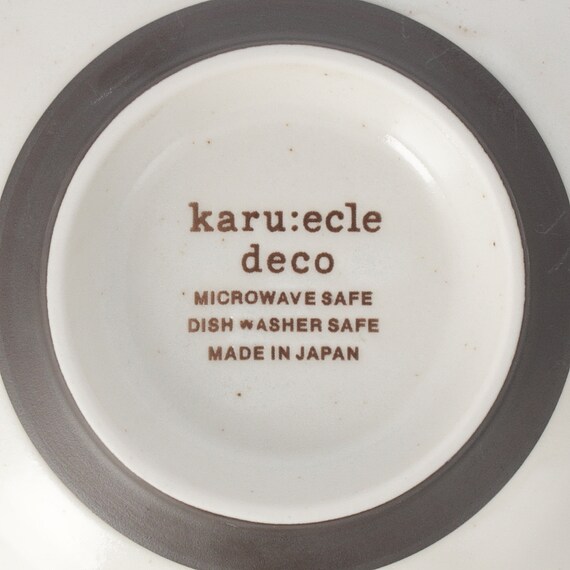 karu:ecle
deco
MICROWAVE SAFE
DISH WASHER SAFE
MADE IN JAPAN